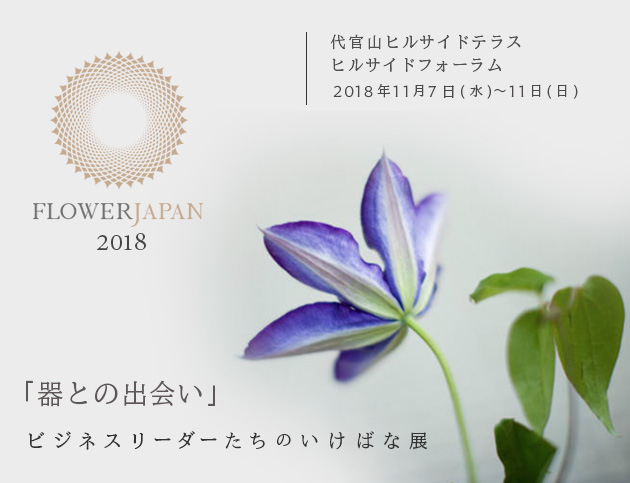 代官山ヒルサイドテラス
ヒルサイドフォーラム
2018年11月7日(水)～11日(日)
FLOWERJAPAN
2018
「器との出会い」
ビジネスリーダーたちのいけばな展